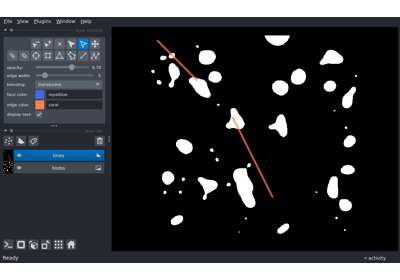 File View Plugins Window Help
opacity: 0.70
edge width: 5
blending: translucent
face color: royalblue
edge color: coral
display text: ✓
lines
blobs
Ready
activity